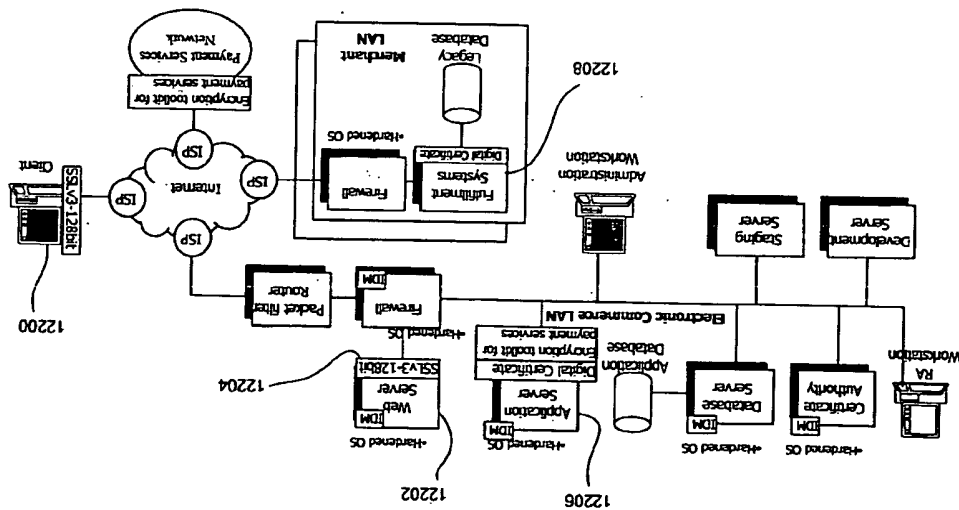 12206
12202
•Hardened OS
•Hardened OS
•Hardened OS
•Hardened OS
IDM
IDM
IDM
IDM
RA
Workstation
Certificate
Authority
Database
Server
Application
Database
Application
Server
Digital Certificate
Encryption toolkit for
payment services
Web
Server
SSLv3-128bit
12204
•Hardened OS
Electronic Commerce LAN
Firewall
IDM
Packet filter
Router
12200
Development
Server
Staging
Server
Administration
Workstation
ISP
Fulfillment
Systems
Digital Certificate
Firewall
•Hardened OS
ISP
Internet
ISP
SSLv3-128bit
Client
ISP
12208
Legacy
Database
Merchant
LAN
Encryption toolkit for
payment services
Payment Services
Network